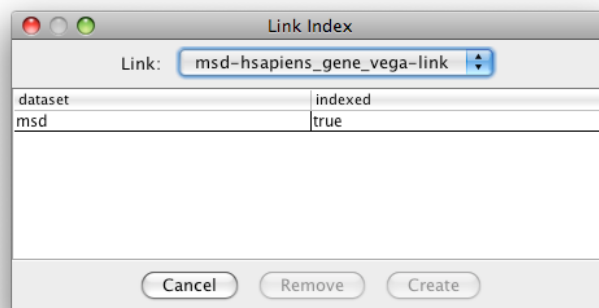 Link Index
Link: msd-hsapiens_gene_vega-link
dataset indexed
msd true
Cancel Remove Create